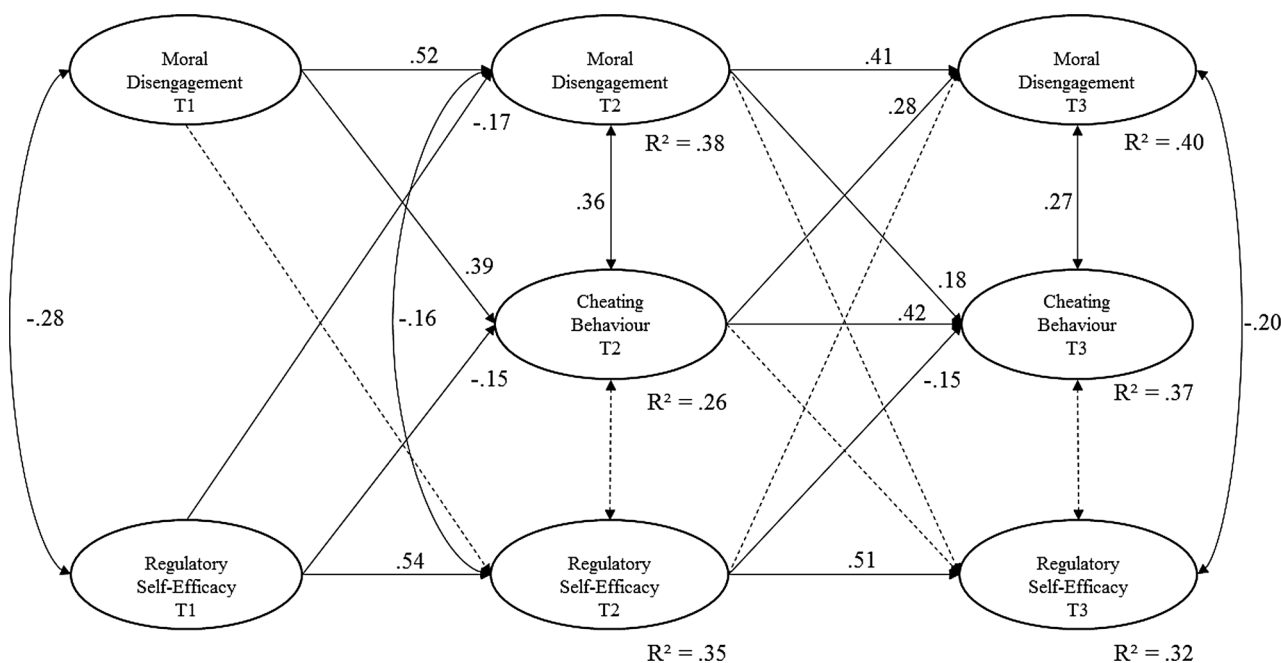 Moral
Disengagement
T1
.52
Moral
Disengagement
T2
.41
Moral
Disengagement
T3
-.17
.28
R² = .38
R² = .40
.36
.27
.39
.18
-.28
-.16
Cheating
Behaviour
T2
.42
Cheating
Behaviour
T3
-.20
-.15
-.15
R² = .26
R² = .37
Regulatory
Self-Efficacy
T1
.54
Regulatory
Self-Efficacy
T2
.51
Regulatory
Self-Efficacy
T3
R² = .35
R² = .32